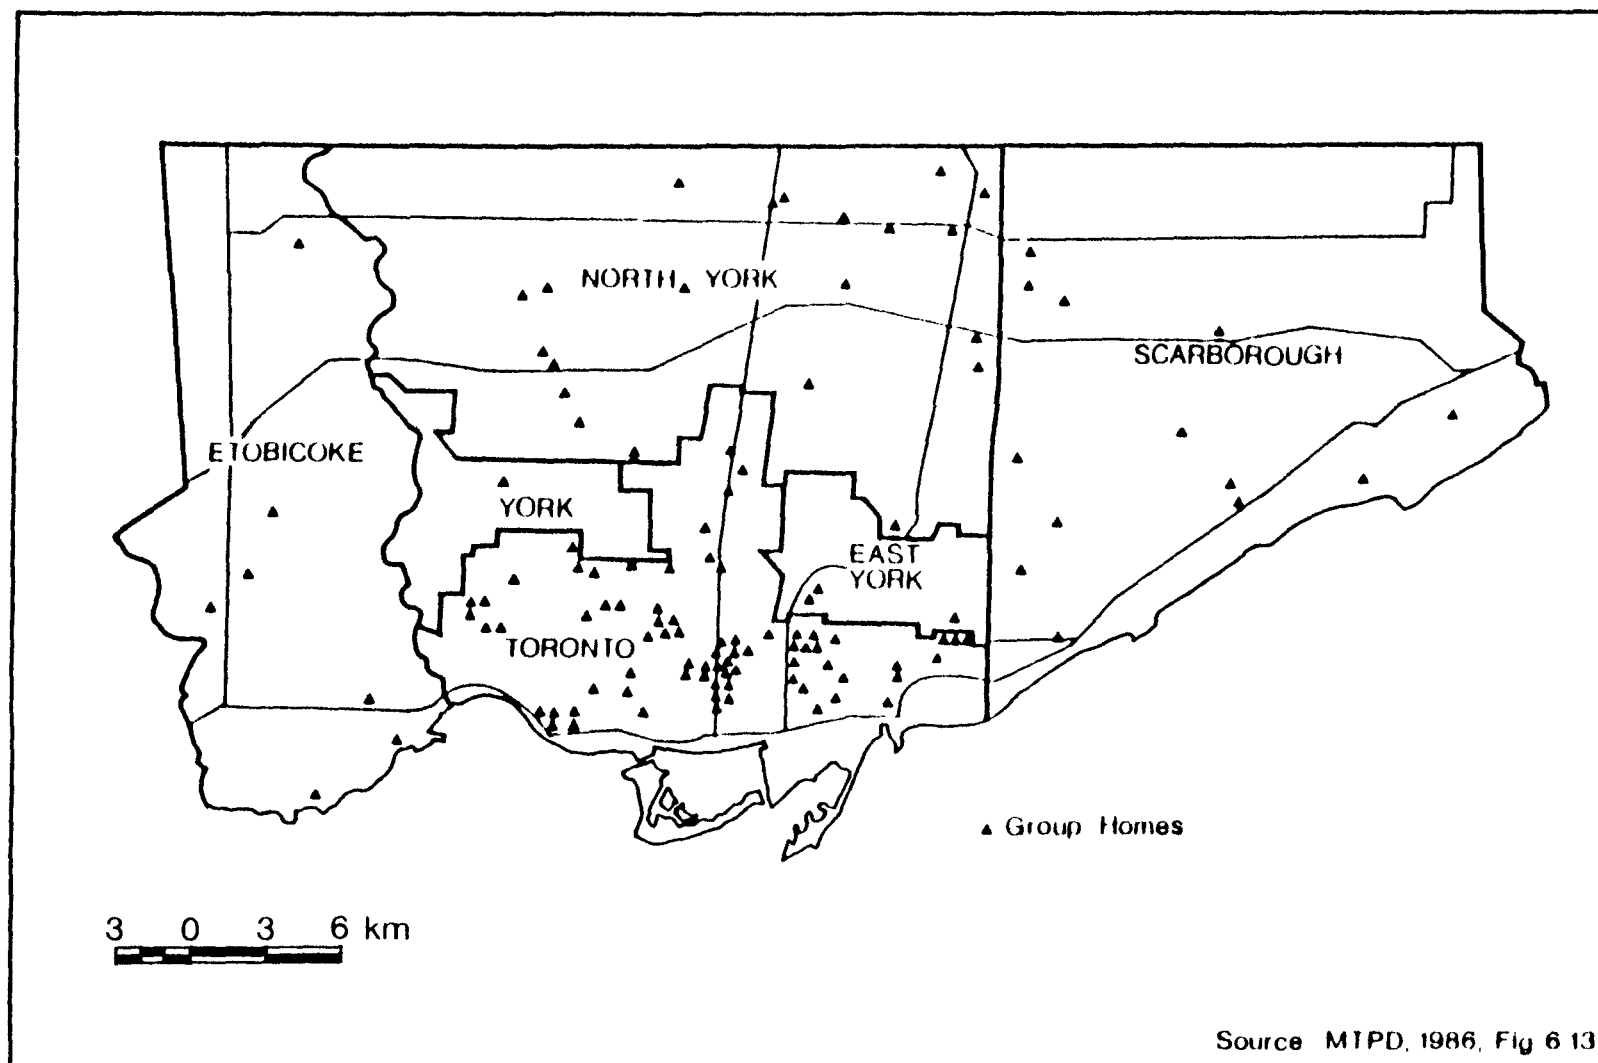 NORTH YORK
SCARBOROUGH
ETOBICOKE
YORK
EAST
YORK
TORONTO
Group Homes
3 0 3 6 km
Source MTPD, 1986, Fig 6 13